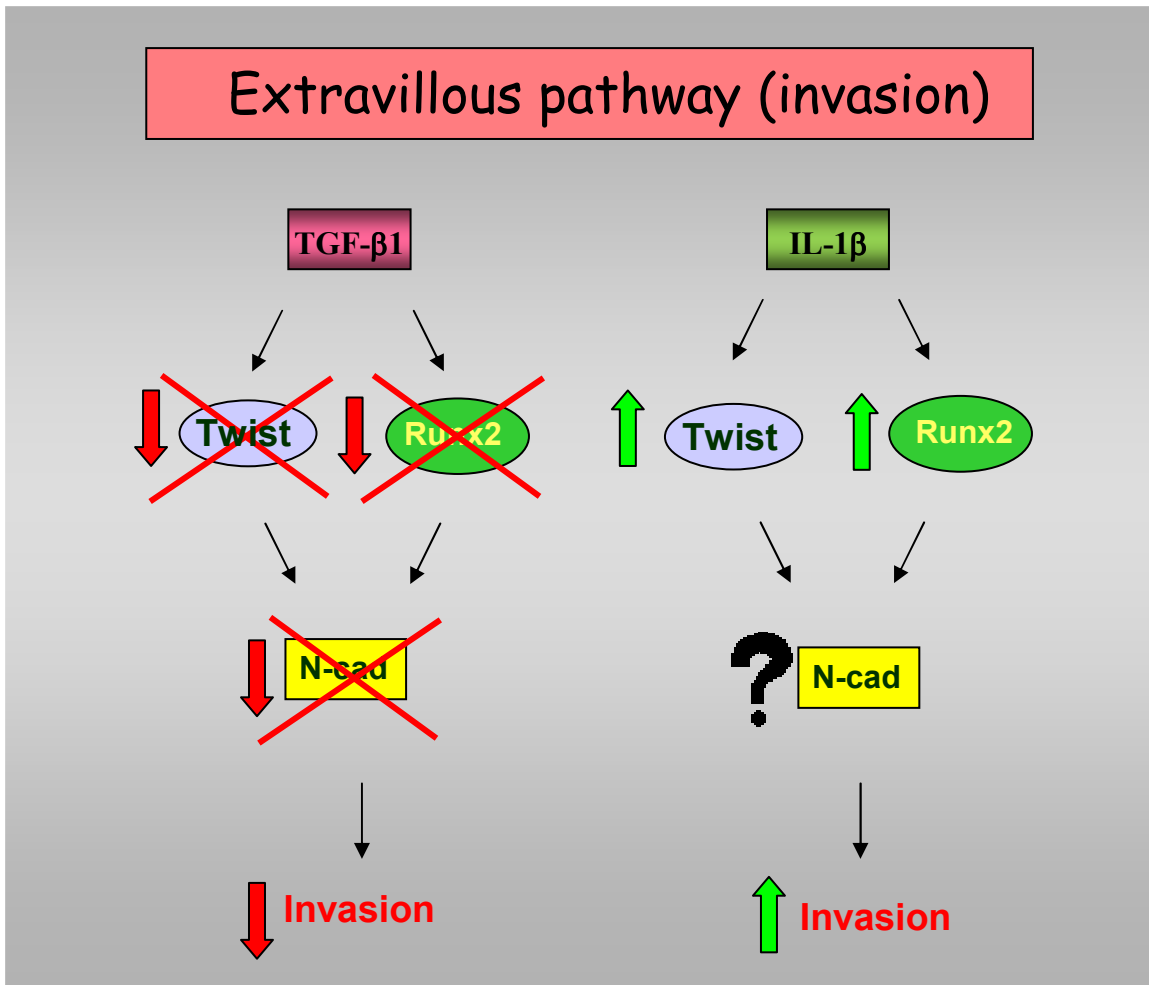 Extravillous pathway (invasion)
TGF-β1
IL-1β
Twist
Runx2
Twist
Runx2
N-cad
? N-cad
Invasion
Invasion